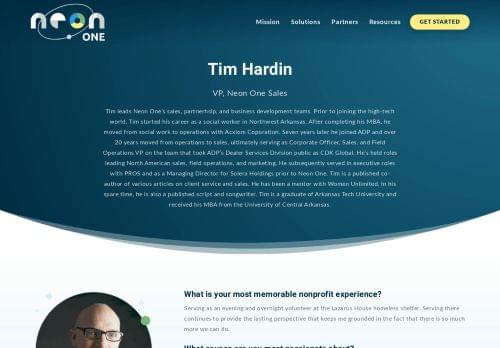 neon
ONE
Mission Solutions Partners Resources GET STARTED
Tim Hardin
VP, Neon One Sales
Tim leads Neon One's sales, partnerhsip, and business development teams. Prior to joining the high-tech
world, Tim started his career as a social worker in Northwest Arkansas. After completing his MBA, he
moved from social work to operations with Acxiom Coporation. Seven years later he joined ADP and over
20 years moved from operations to sales, ultimately serving as Corporate Officer, Sales, and Field
Operations VP on the team that took ADP's Dealer Services Division public as CDK Global. He's held roles
leading North American sales, field operations, and marketing. He subsequently served in executive roles
with PROS and as a Managing Director for Solera Holdings prior to Neon One. Tim is a published co-
author of various articles on client service and sales. He has been a mentor with Women Unlimited. In his
spare time, he is also a published script and songwriter. Tim is a graduate of Arkansas Tech University and
received his MBA from the University of Central Arkansas.
What is your most memorable nonprofit experience?
Serving as an evening and overnight volunteer at the Lazarus House homeless shelter. Serving there
continues to provide the lasting perspective that keeps me grounded in the fact that there is so much
more we can do.
What cause are you most passionate about?